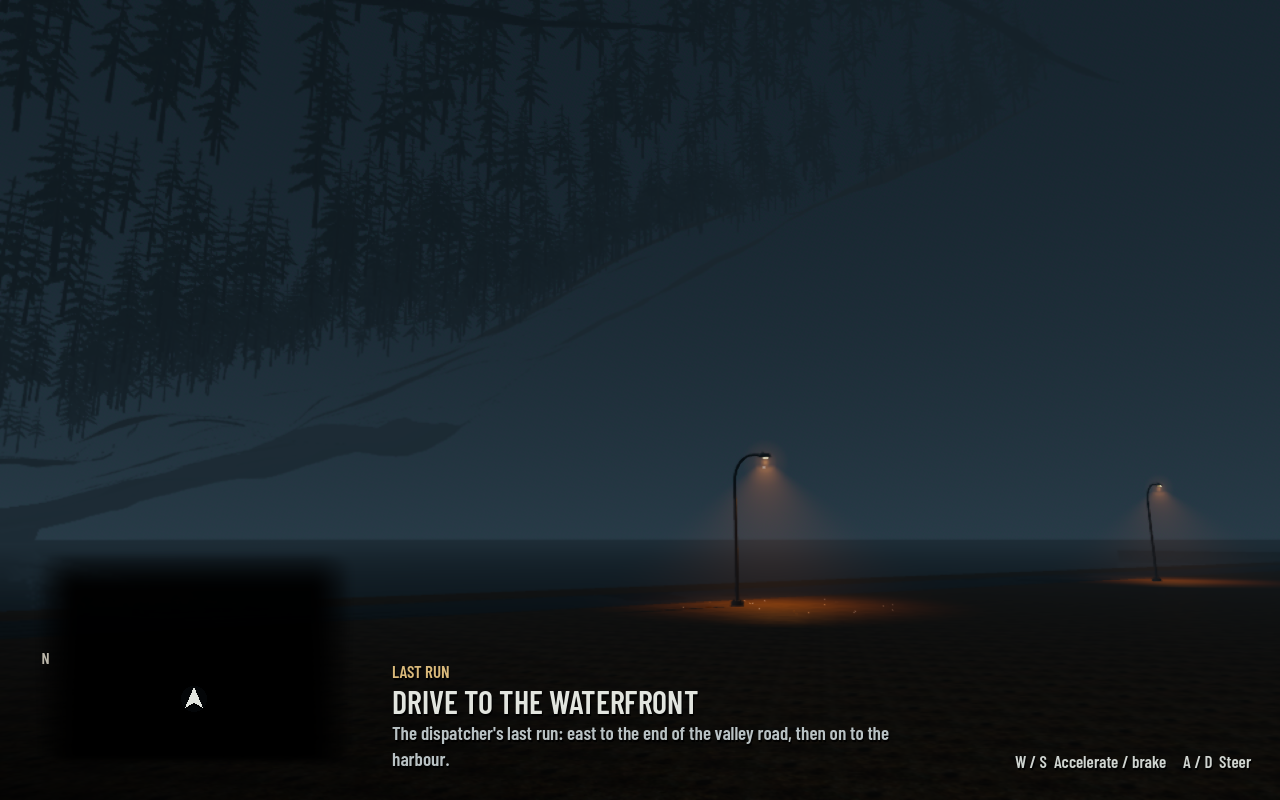 N
LAST RUN
DRIVE TO THE WATERFRONT
The dispatcher's last run: east to the end of the valley road, then on to the
harbour.
W / S Accelerate / brake A / D Steer